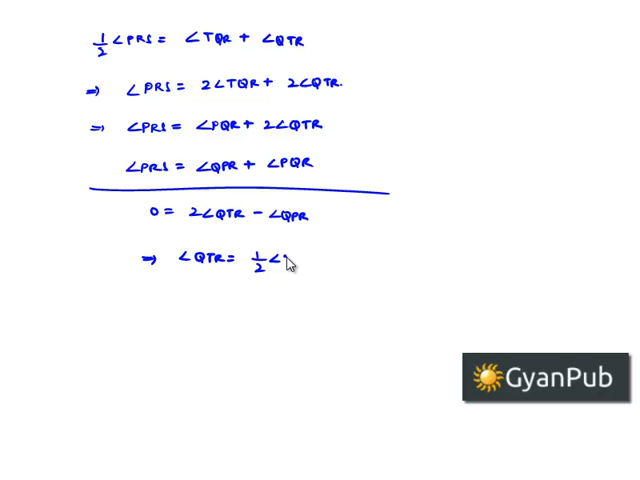 1/2 ∠PRS = ∠TQR + ∠QTR
⇒ ∠PRS = 2∠TQR + 2∠QTR.
⇒ ∠PRS = ∠PQR + 2∠QTR
∠PRS = ∠QPR + ∠PQR
0 = 2∠QTR − ∠QPR
⇒ ∠QTR = 1/2 ∠
GyanPub